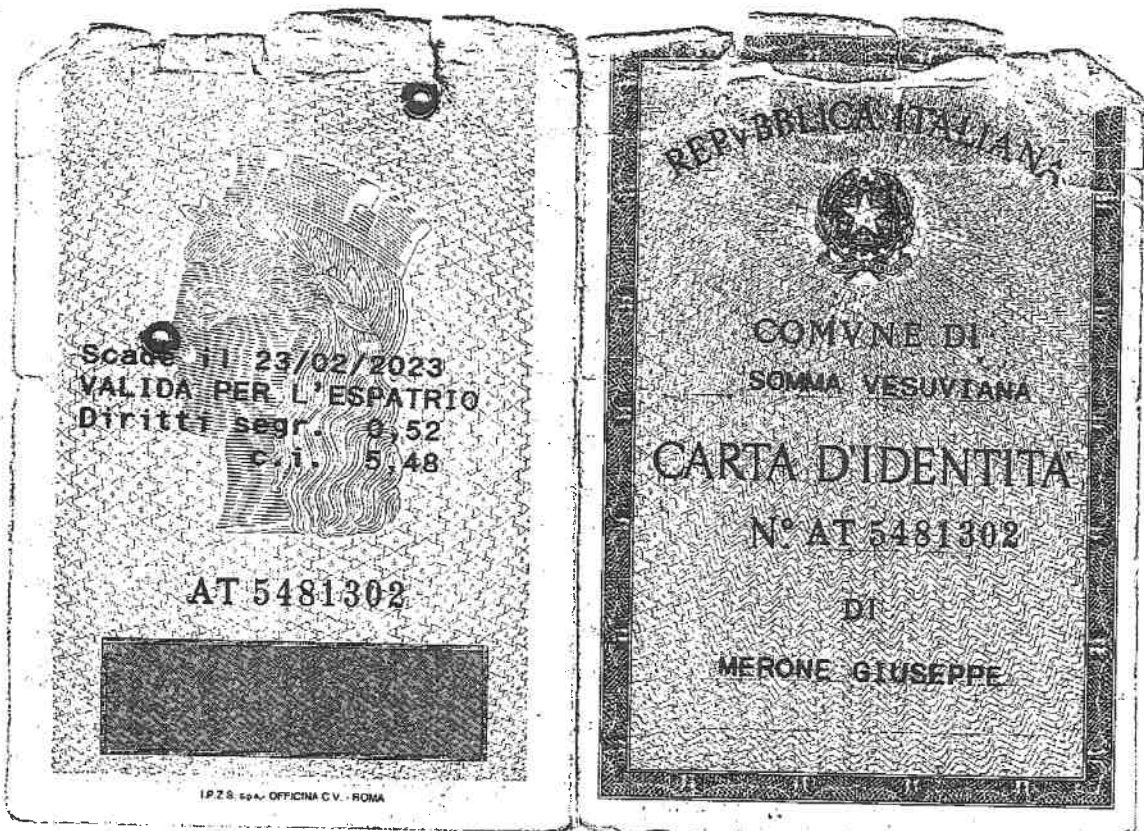 Scade il 23/02/2023
VALIDA PER L'ESPATRIO
Diritti segr. 0,52
c.i. 5,48
AT 5481302
I.P.Z.S. s.p.A. - OFFICINA C.V. - ROMA
REPVBBLICA ITALIANA
COMVNE DI
SOMMA VESUVIANA
CARTA D'IDENTITA
N° AT 5481302
DI
MERONE GIUSEPPE